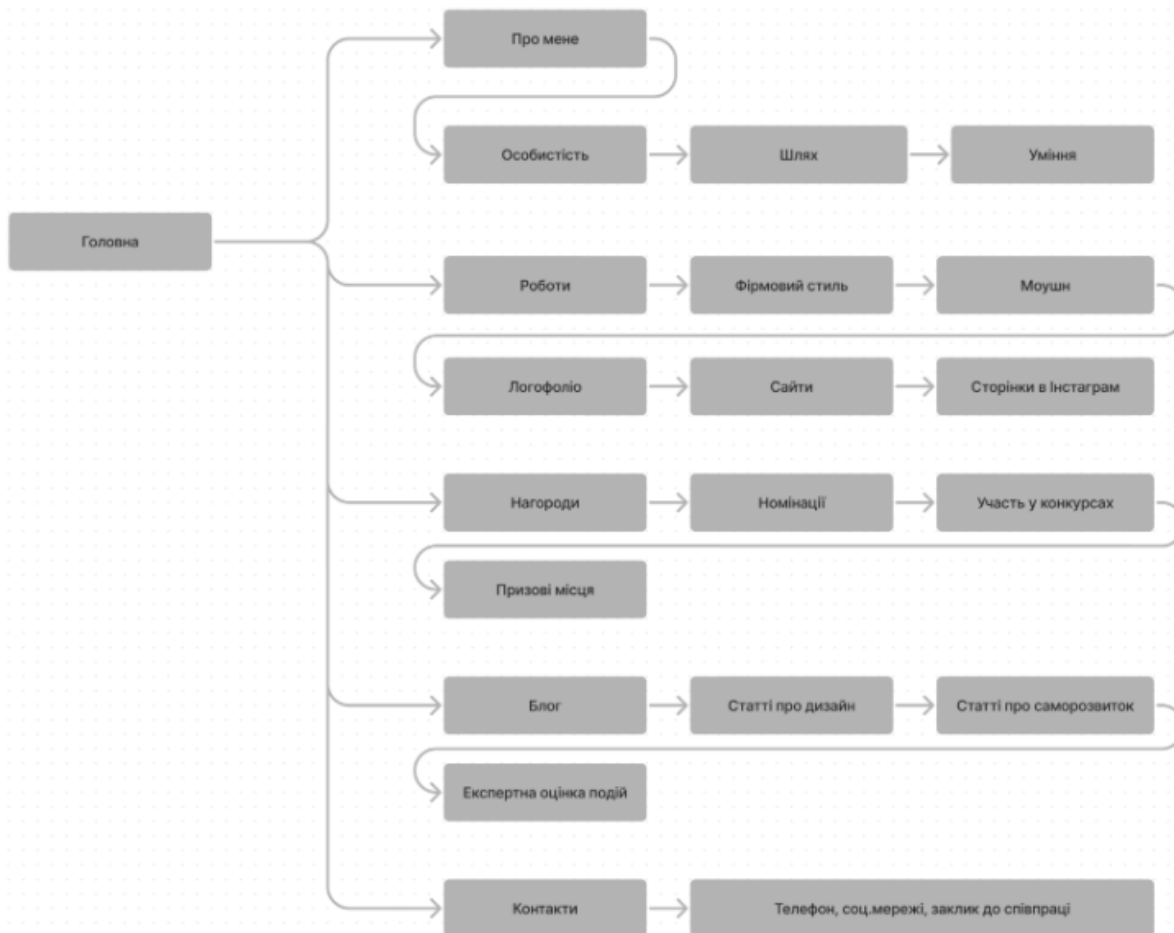 Про мене
Особистість
Шлях
Уміння
Головна
Роботи
Фірмовий стиль
Моушн
Логофоліо
Сайти
Сторінки в Інстаграм
Нагороди
Номінації
Участь у конкурсах
Призові місця
Блог
Статті про дизайн
Статті про саморозвиток
Експертна оцінка подій
Контакти
Телефон, соц.мережі, заклик до співпраці